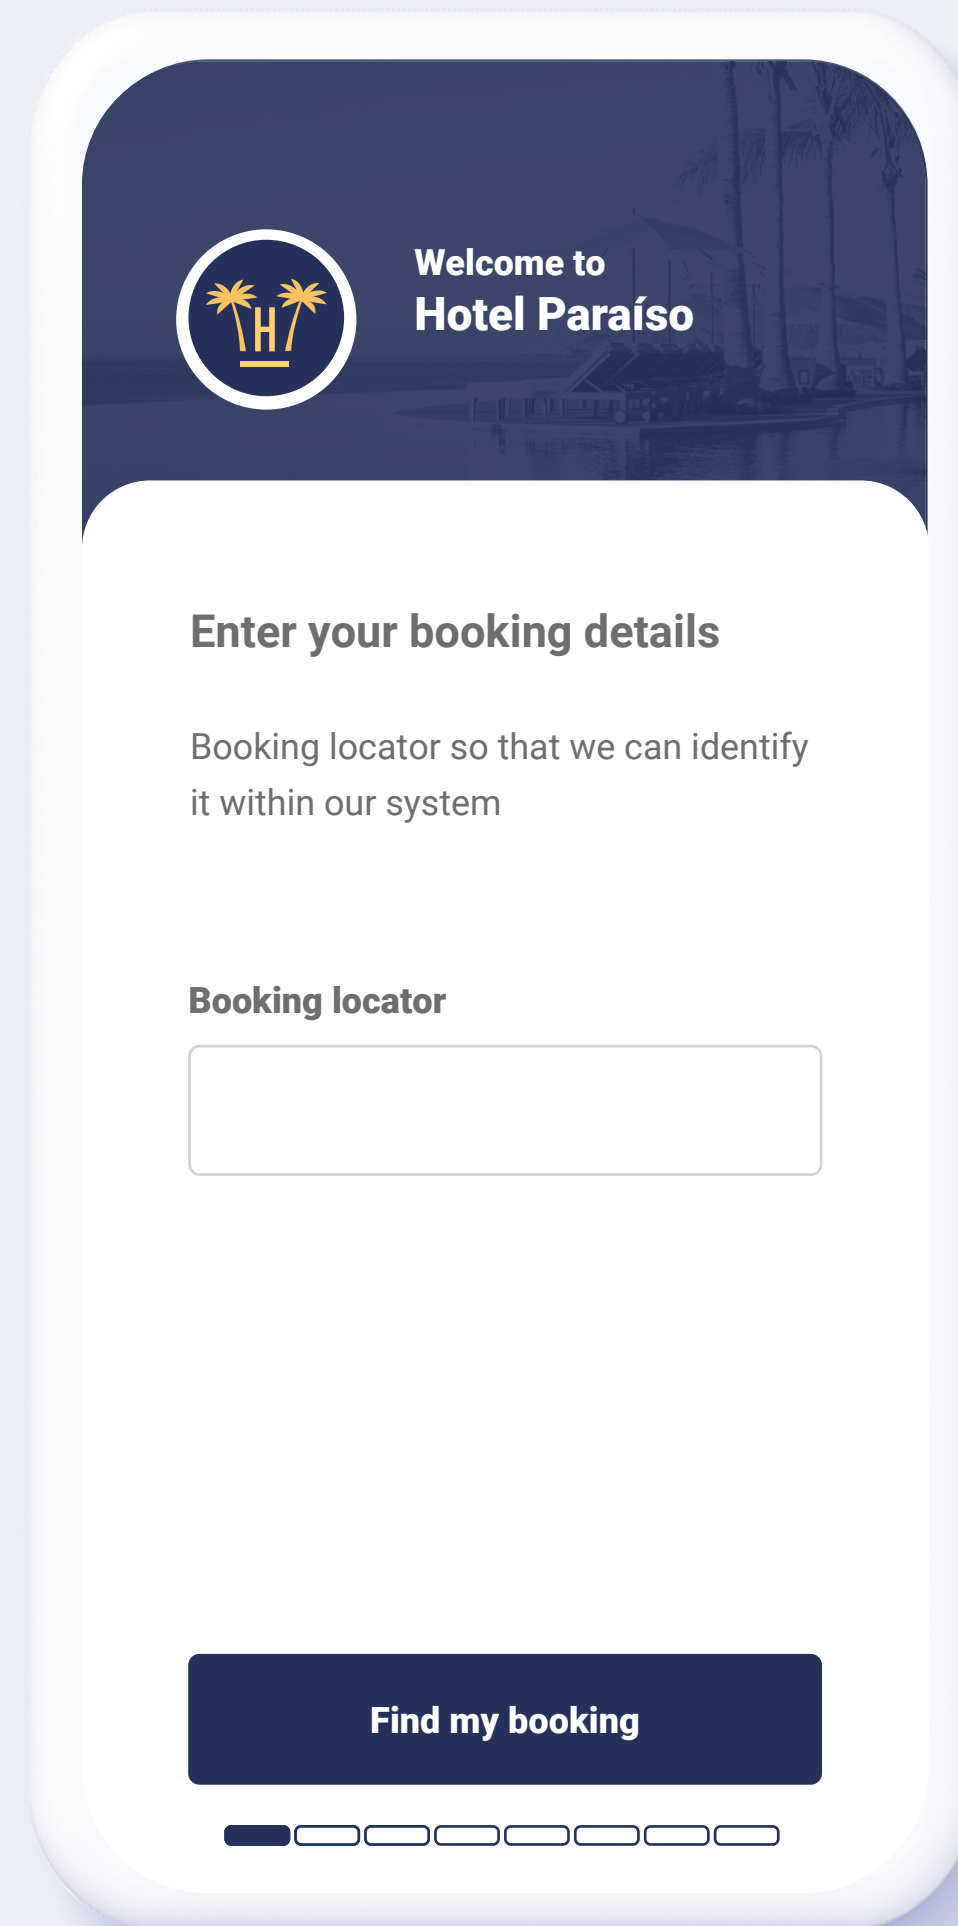 H
Welcome to
Hotel Paraíso
Enter your booking details
Booking locator so that we can identify
it within our system
Booking locator
Find my booking